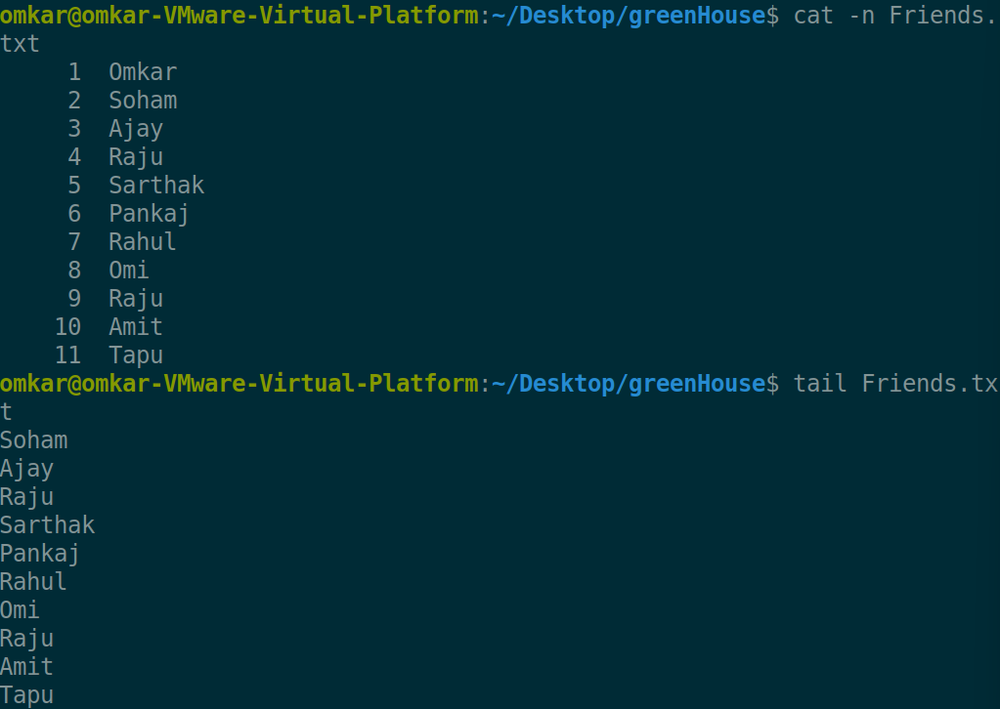 omkar@omkar-VMware-Virtual-Platform:~/Desktop/greenHouse$ cat -n Friends.
txt
     1  Omkar
     2  Soham
     3  Ajay
     4  Raju
     5  Sarthak
     6  Pankaj
     7  Rahul
     8  Omi
     9  Raju
    10  Amit
    11  Tapu
omkar@omkar-VMware-Virtual-Platform:~/Desktop/greenHouse$ tail Friends.tx
t
Soham
Ajay
Raju
Sarthak
Pankaj
Rahul
Omi
Raju
Amit
Tapu